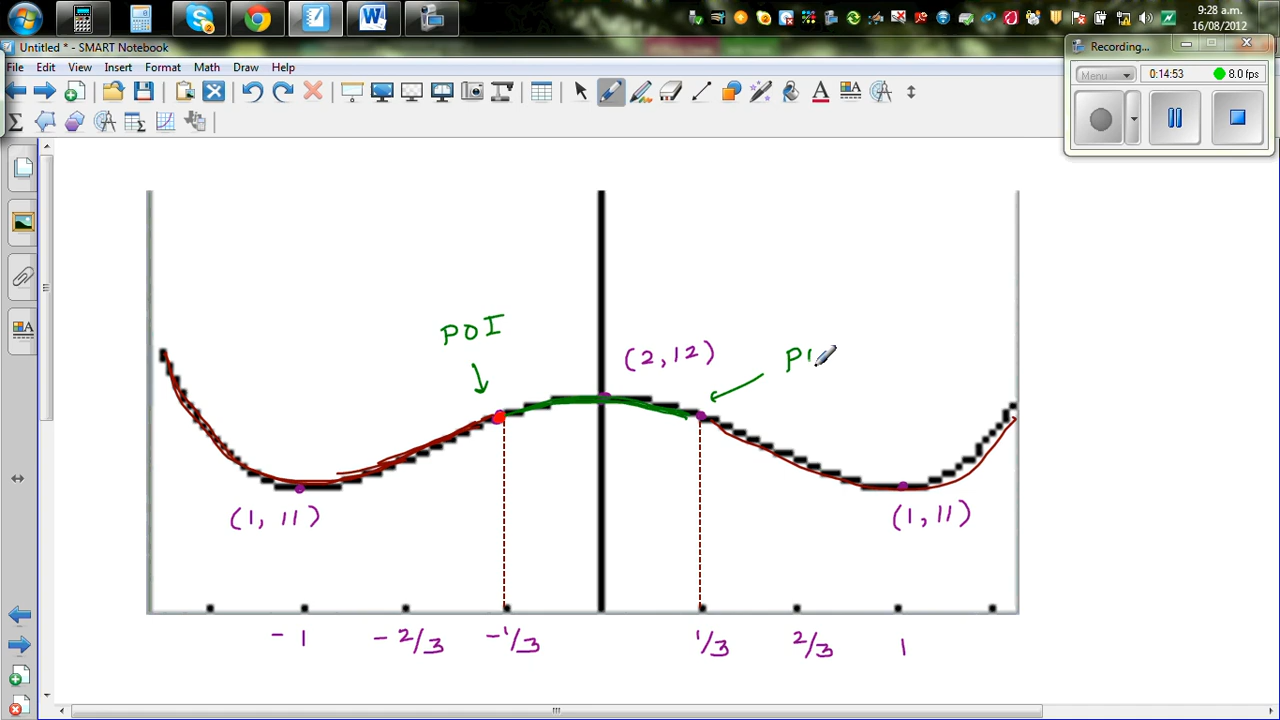 9:28 a.m.
16/08/2012
Untitled * - SMART Notebook
Recording...
File Edit View Insert Format Math Draw Help
Menu 0:14:53 8.0 fps
POI
(2,12)
(1, 11)
(1, 11)
- 1 - 2/3 - 1/3 1/3 2/3 1